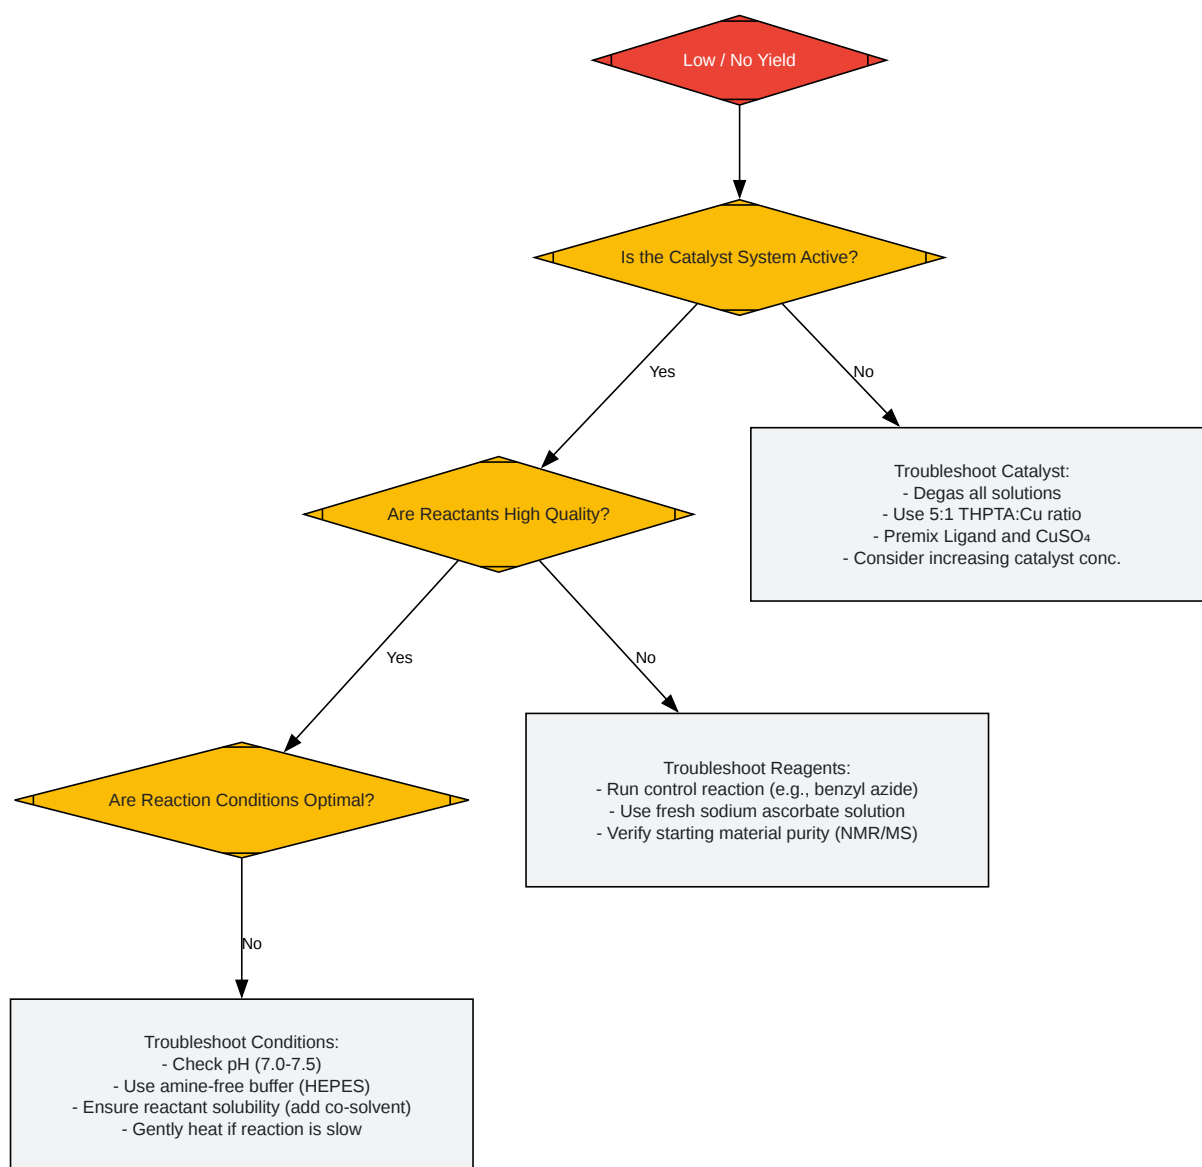 Low / No Yield
Is the Catalyst System Active?
Yes
No
Are Reactants High Quality?
Troubleshoot Catalyst:
- Degas all solutions
- Use 5:1 THPTA:Cu ratio
- Premix Ligand and CuSO₄
- Consider increasing catalyst conc.
Yes
No
Are Reaction Conditions Optimal?
Troubleshoot Reagents:
- Run control reaction (e.g., benzyl azide)
- Use fresh sodium ascorbate solution
- Verify starting material purity (NMR/MS)
No
Troubleshoot Conditions:
- Check pH (7.0-7.5)
- Use amine-free buffer (HEPES)
- Ensure reactant solubility (add co-solvent)
- Gently heat if reaction is slow